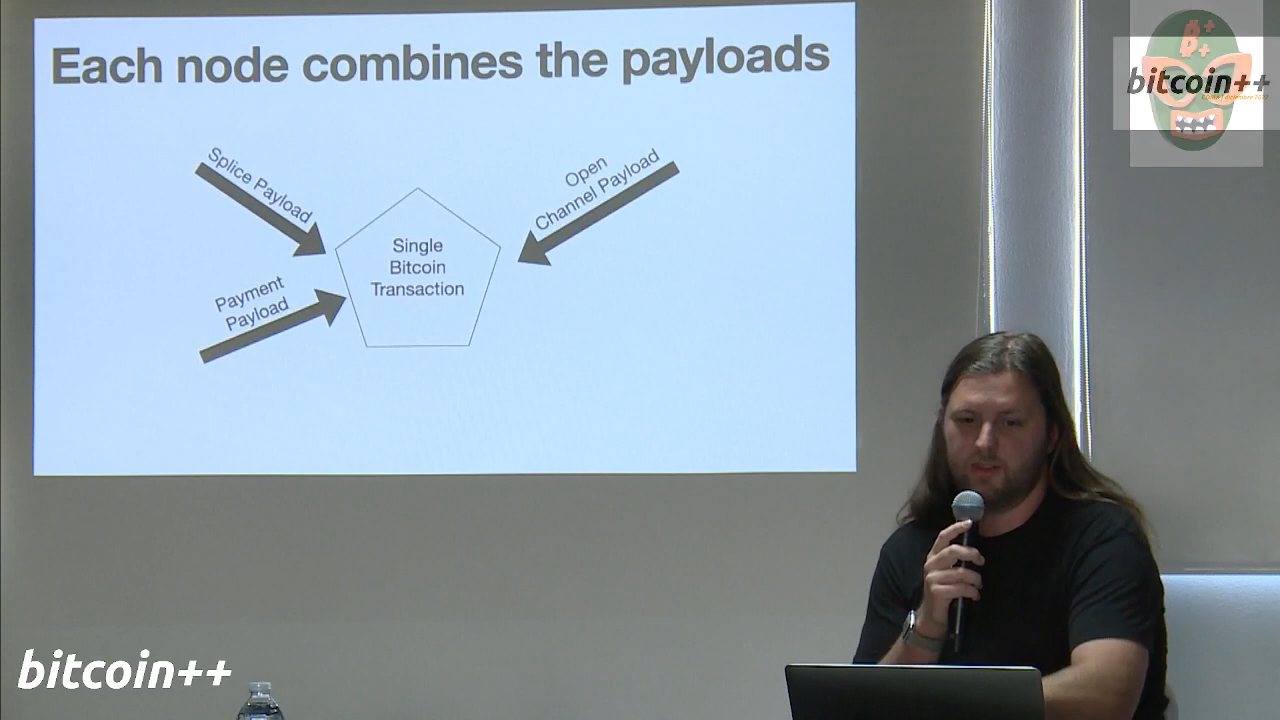 Each node combines the payloads
Splice Payload
Open
Channel Payload
Payment
Payload
Single
Bitcoin
Transaction
B++
bitcoin++
bitcoin++